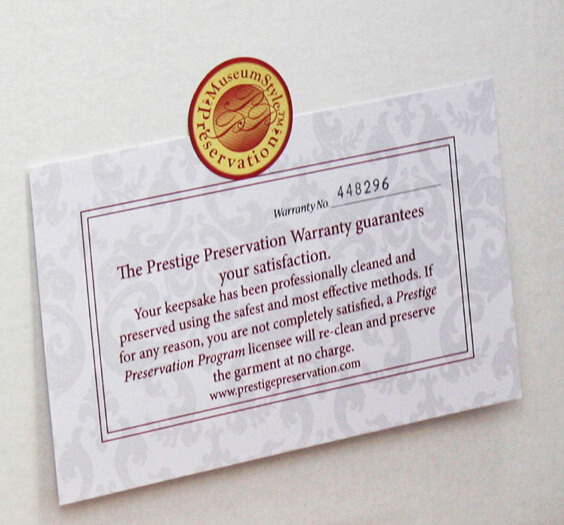 MuseumStyle™
Preservation
Warranty No. 448296
The Prestige Preservation Warranty guarantees
your satisfaction.
Your keepsake has been professionally cleaned and
preserved using the safest and most effective methods. If
for any reason, you are not completely satisfied, a Prestige
Preservation Program licensee will re-clean and preserve
the garment at no charge.
www.prestigepreservation.com